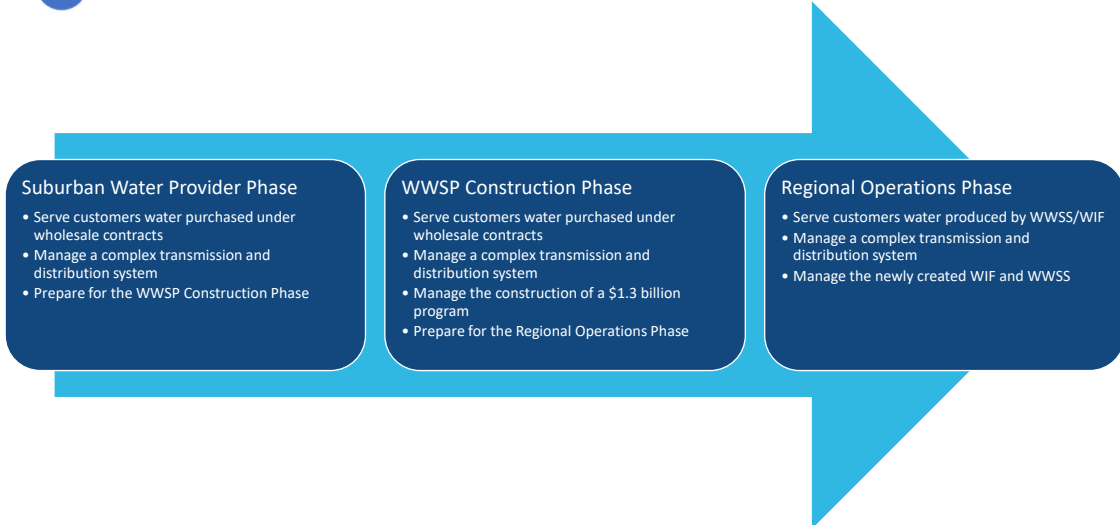 Suburban Water Provider Phase
• Serve customers water purchased under
wholesale contracts
• Manage a complex transmission and
distribution system
• Prepare for the WWSP Construction Phase
WWSP Construction Phase
• Serve customers water purchased under
wholesale contracts
• Manage a complex transmission and
distribution system
• Manage the construction of a $1.3 billion
program
• Prepare for the Regional Operations Phase
Regional Operations Phase
• Serve customers water produced by WWSS/WIF
• Manage a complex transmission and
distribution system
• Manage the newly created WIF and WWSS